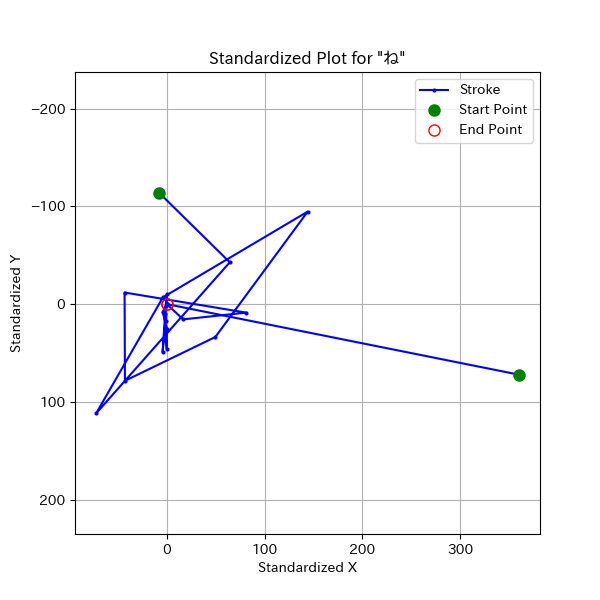 Standardized Plot for "ね"
Stroke
Start Point
End Point
-200
-100
0
100
200
Standardized Y
0 100 200 300
Standardized X